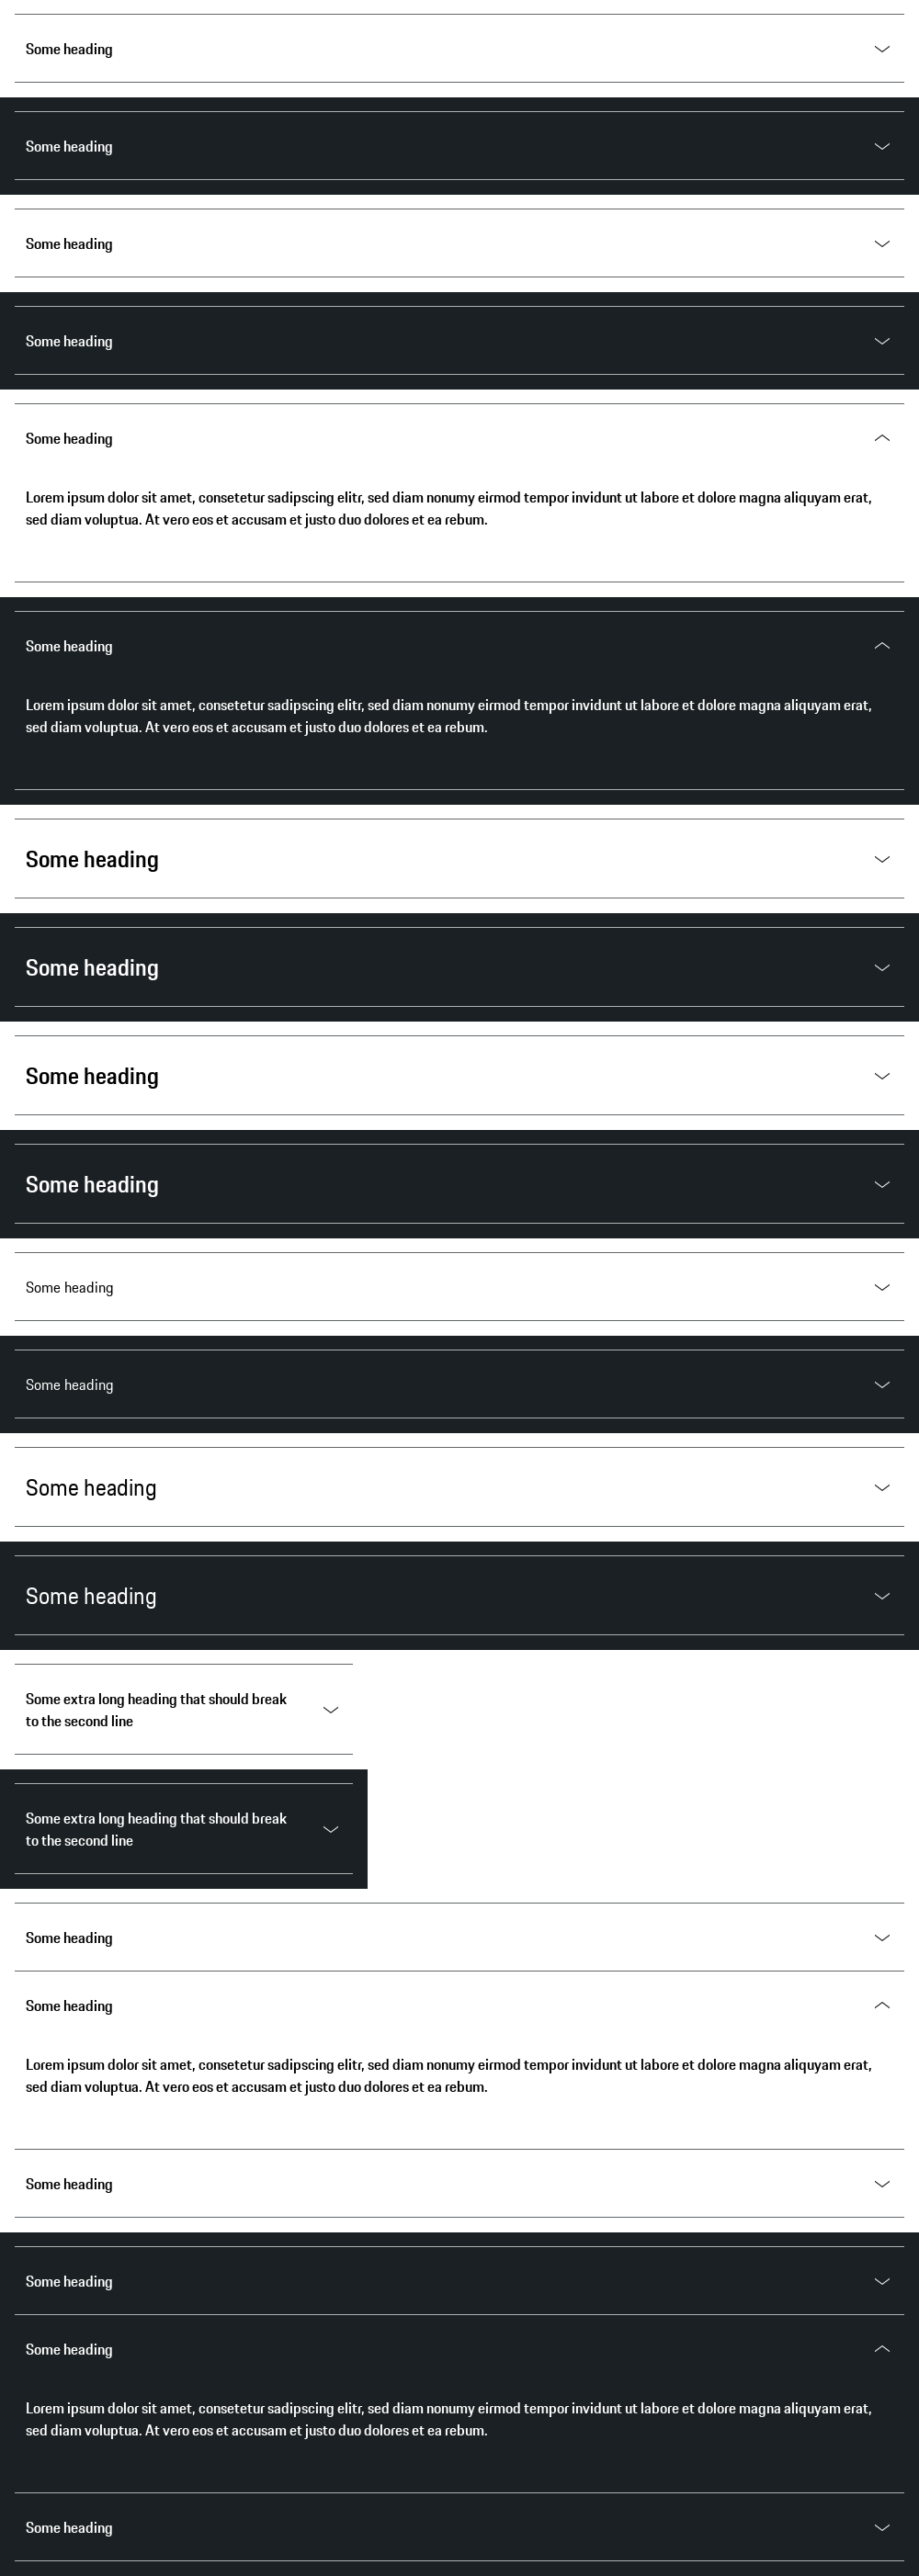 Some heading
Some heading
Some heading
Some heading
Some heading
Lorem ipsum dolor sit amet, consetetur sadipscing elitr, sed diam nonumy eirmod tempor invidunt ut labore et dolore magna aliquyam erat,
sed diam voluptua. At vero eos et accusam et justo duo dolores et ea rebum.
Some heading
Lorem ipsum dolor sit amet, consetetur sadipscing elitr, sed diam nonumy eirmod tempor invidunt ut labore et dolore magna aliquyam erat,
sed diam voluptua. At vero eos et accusam et justo duo dolores et ea rebum.
Some heading
Some heading
Some heading
Some heading
Some heading
Some heading
Some heading
Some heading
Some extra long heading that should break
to the second line
Some extra long heading that should break
to the second line
Some heading
Some heading
Lorem ipsum dolor sit amet, consetetur sadipscing elitr, sed diam nonumy eirmod tempor invidunt ut labore et dolore magna aliquyam erat,
sed diam voluptua. At vero eos et accusam et justo duo dolores et ea rebum.
Some heading
Some heading
Some heading
Lorem ipsum dolor sit amet, consetetur sadipscing elitr, sed diam nonumy eirmod tempor invidunt ut labore et dolore magna aliquyam erat,
sed diam voluptua. At vero eos et accusam et justo duo dolores et ea rebum.
Some heading